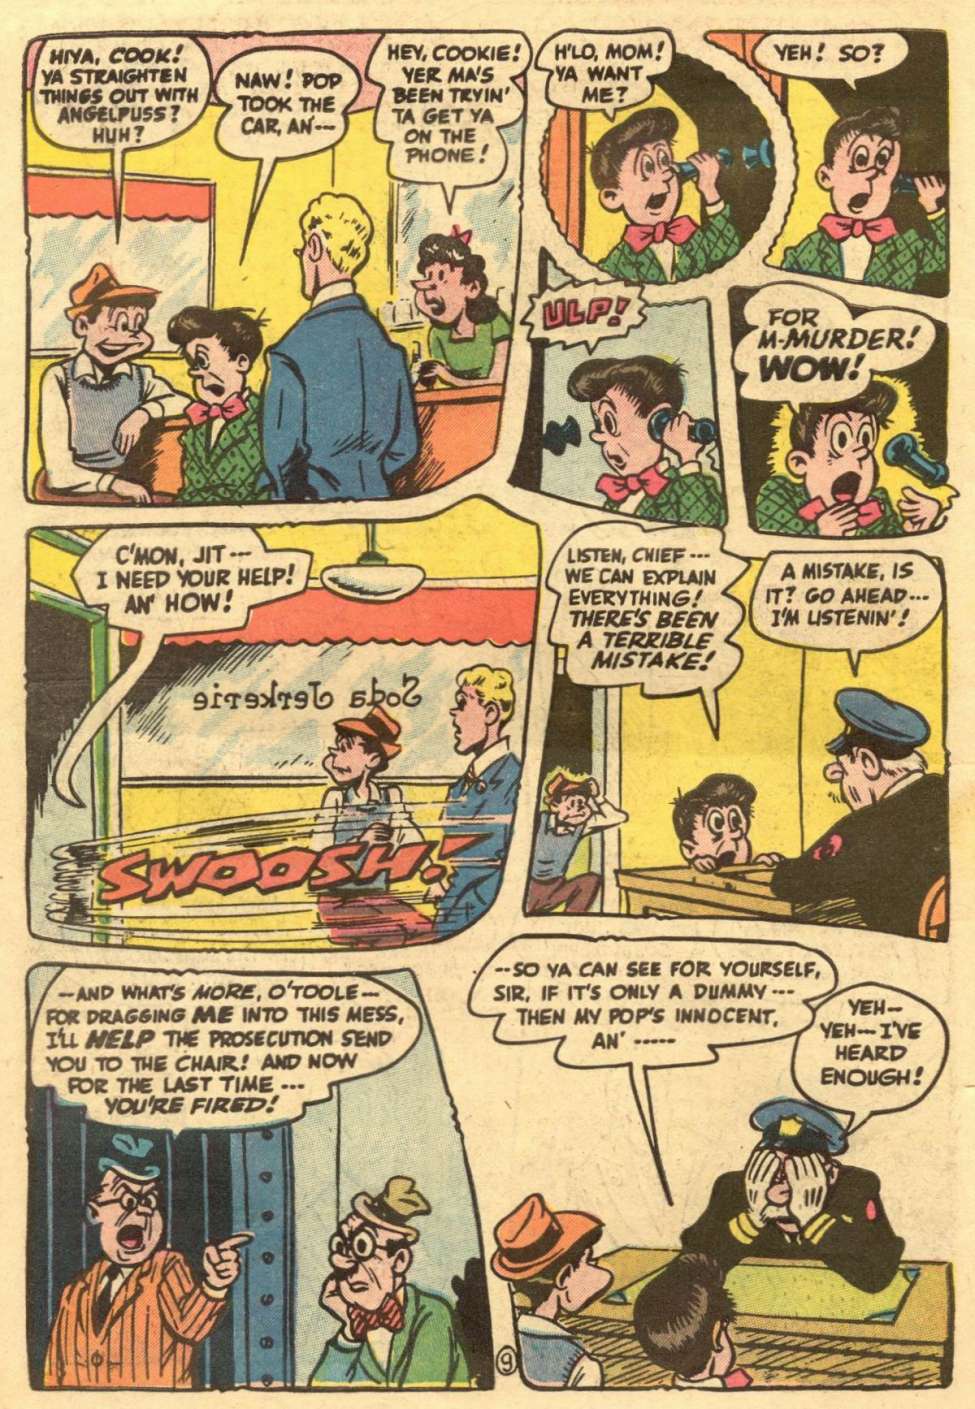 HIYA, COOK!
YA STRAIGHTEN
THINGS OUT WITH
ANGELPUSS?
HUH?
NAW! POP
TOOK THE
CAR, AN'--
HEY, COOKIE!
YER MA'S
BEEN TRYIN'
TA GET YA
ON THE
PHONE!
H'LO, MOM!
YA WANT
ME?
YEH! SO?
ULP!
FOR
M-MURDER!
WOW!
C'MON, JIT---
I NEED YOUR HELP!
AN' HOW!
Soda Jerkerie
SWOOSH!
LISTEN, CHIEF---
WE CAN EXPLAIN
EVERYTHING!
THERE'S BEEN
A TERRIBLE
MISTAKE!
A MISTAKE, IS
IT? GO AHEAD---
I'M LISTENIN'!
--AND WHAT'S MORE, O'TOOLE--
FOR DRAGGING ME INTO THIS MESS,
I'LL HELP THE PROSECUTION SEND
YOU TO THE CHAIR! AND NOW
FOR THE LAST TIME ---
YOU'RE FIRED!
--SO YA CAN SEE FOR YOURSELF,
SIR, IF IT'S ONLY A DUMMY---
THEN MY POP'S INNOCENT,
AN' -----
YEH--
YEH--I'VE
HEARD
ENOUGH!
9